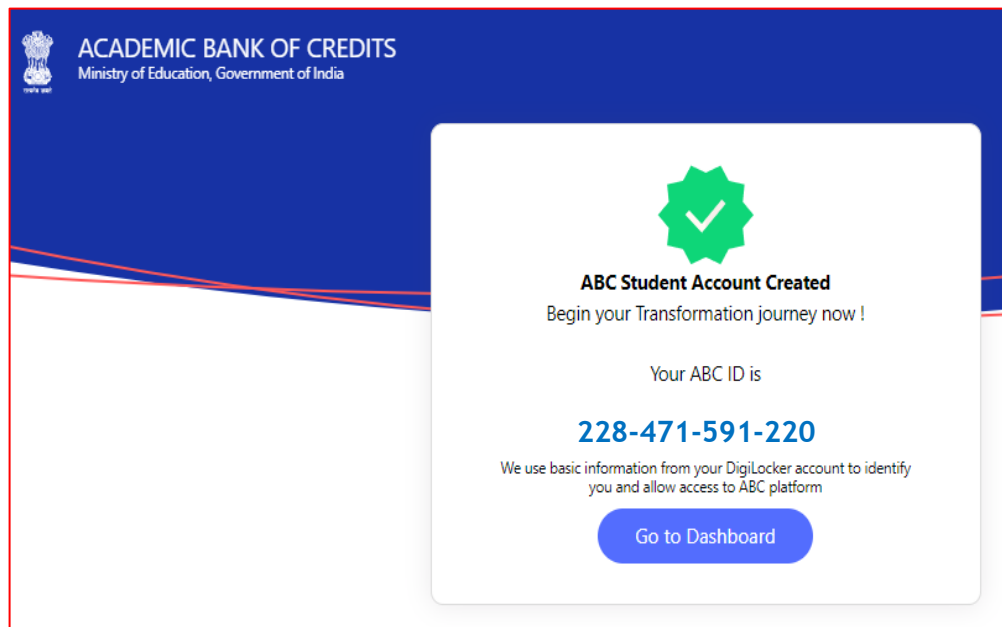 ACADEMIC BANK OF CREDITS
Ministry of Education, Government of India
ABC Student Account Created
Begin your Transformation journey now !
Your ABC ID is
228-471-591-220
We use basic information from your DigiLocker account to identify
you and allow access to ABC platform
Go to Dashboard